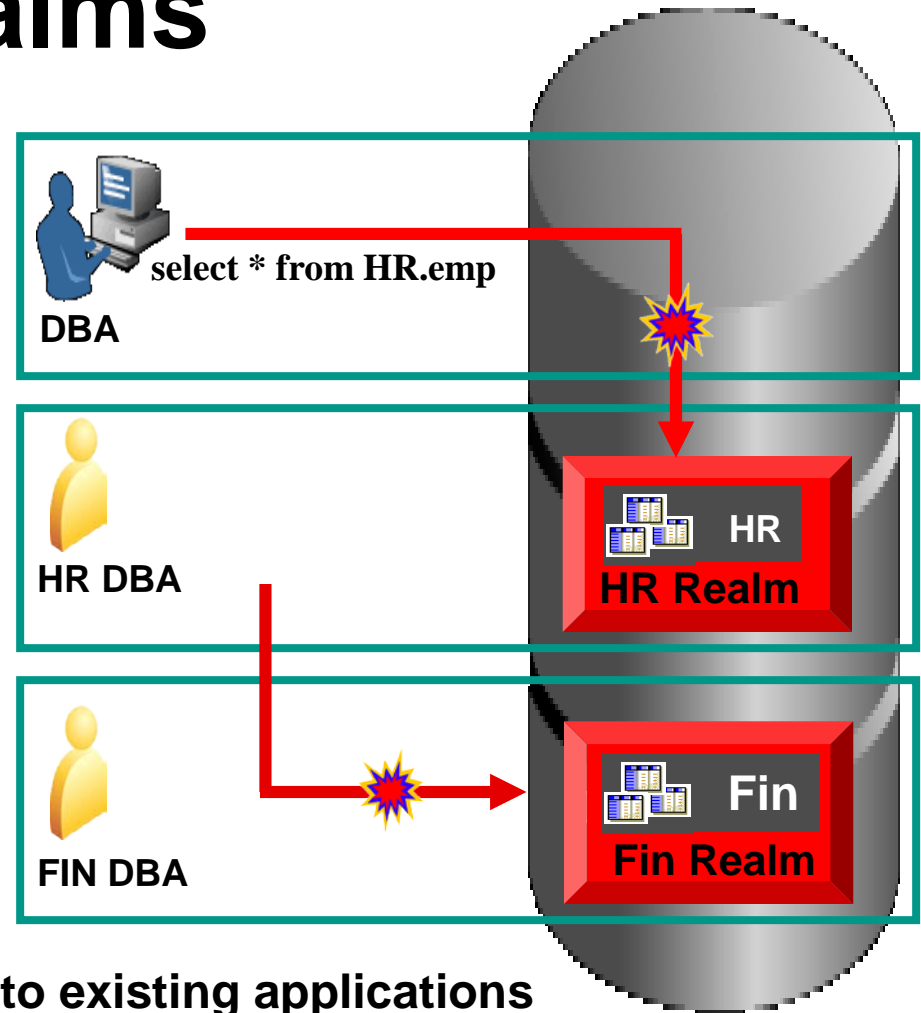 alms
select * from HR.emp
DBA
HR
HR DBA
HR Realm
Fin
FIN DBA
Fin Realm
to existing applications